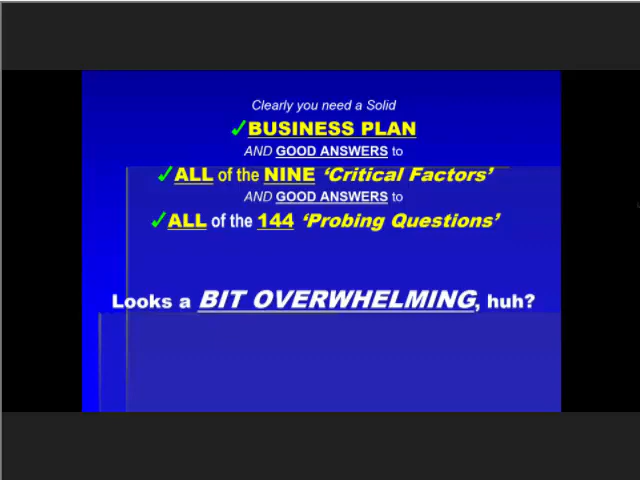 Clearly you need a Solid
✓BUSINESS PLAN
AND GOOD ANSWERS to
✓ALL of the NINE ‘Critical Factors’
AND GOOD ANSWERS to
✓ALL of the 144 ‘Probing Questions’
Looks a BIT OVERWHELMING, huh?